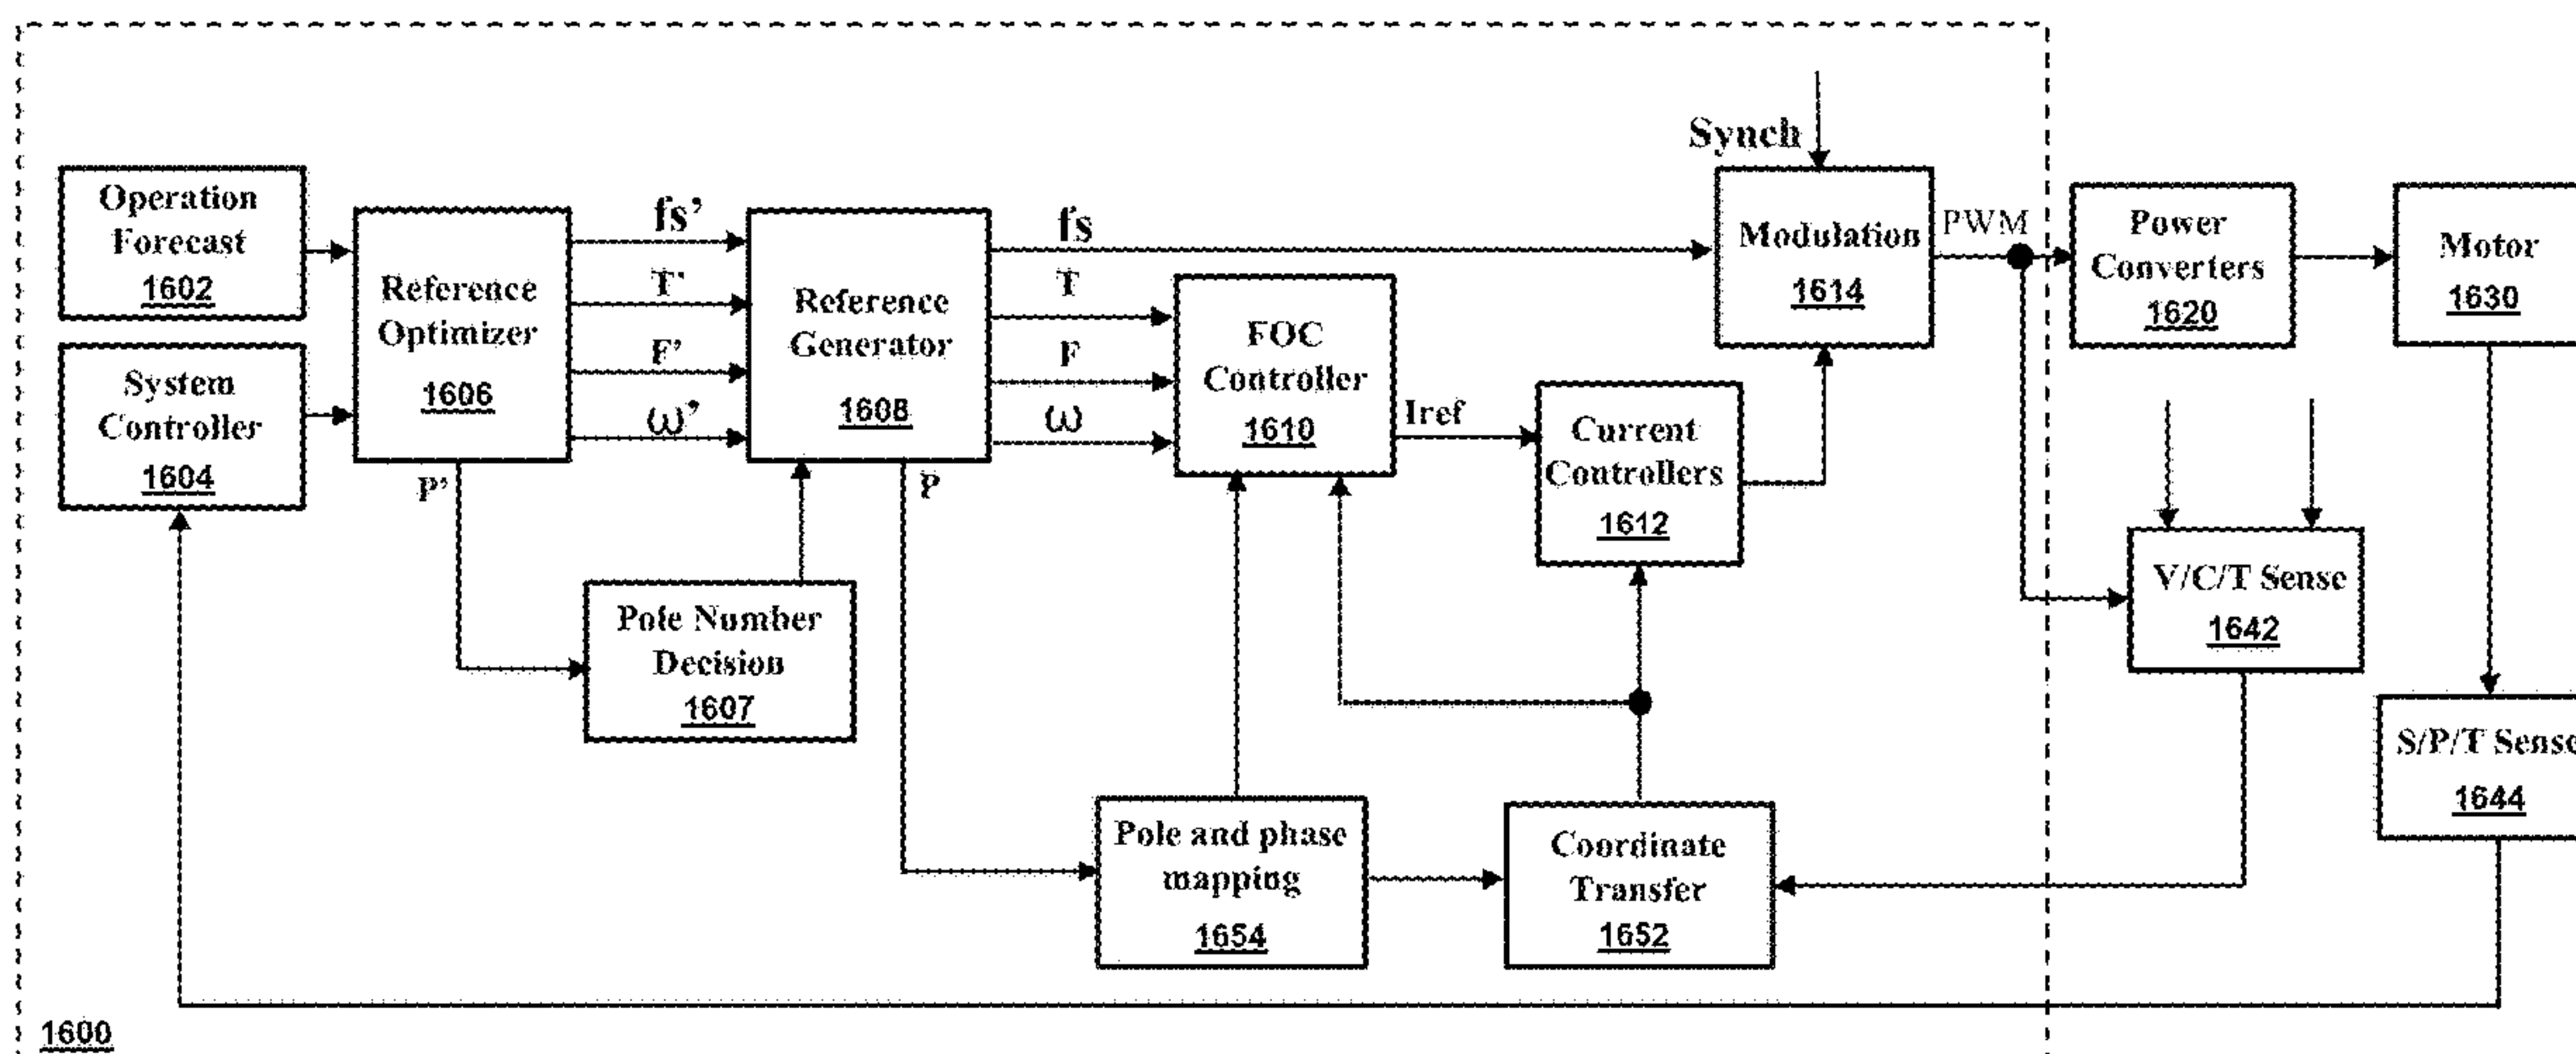 Synch
Operation
Forecast
1602
System
Controller
1604
Reference
Optimizer
1606
fs’
T’
F’
ω’
P’
Pole Number
Decision
1607
Reference
Generator
1608
fs
T
F
ω
P
FOC
Controller
1610
Iref
Current
Controllers
1612
Modulation
1614
PWM
Power
Converters
1620
Motor
1630
V/C/T Sense
1642
S/P/T Sense
1644
Pole and phase
mapping
1654
Coordinate
Transfer
1652
1600